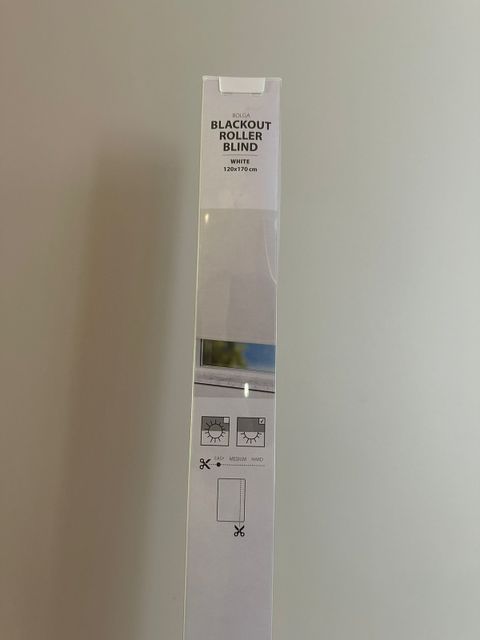 BOLGA
BLACKOUT
ROLLER
BLIND
WHITE
120x170 cm
EASY MEDIUM HARD